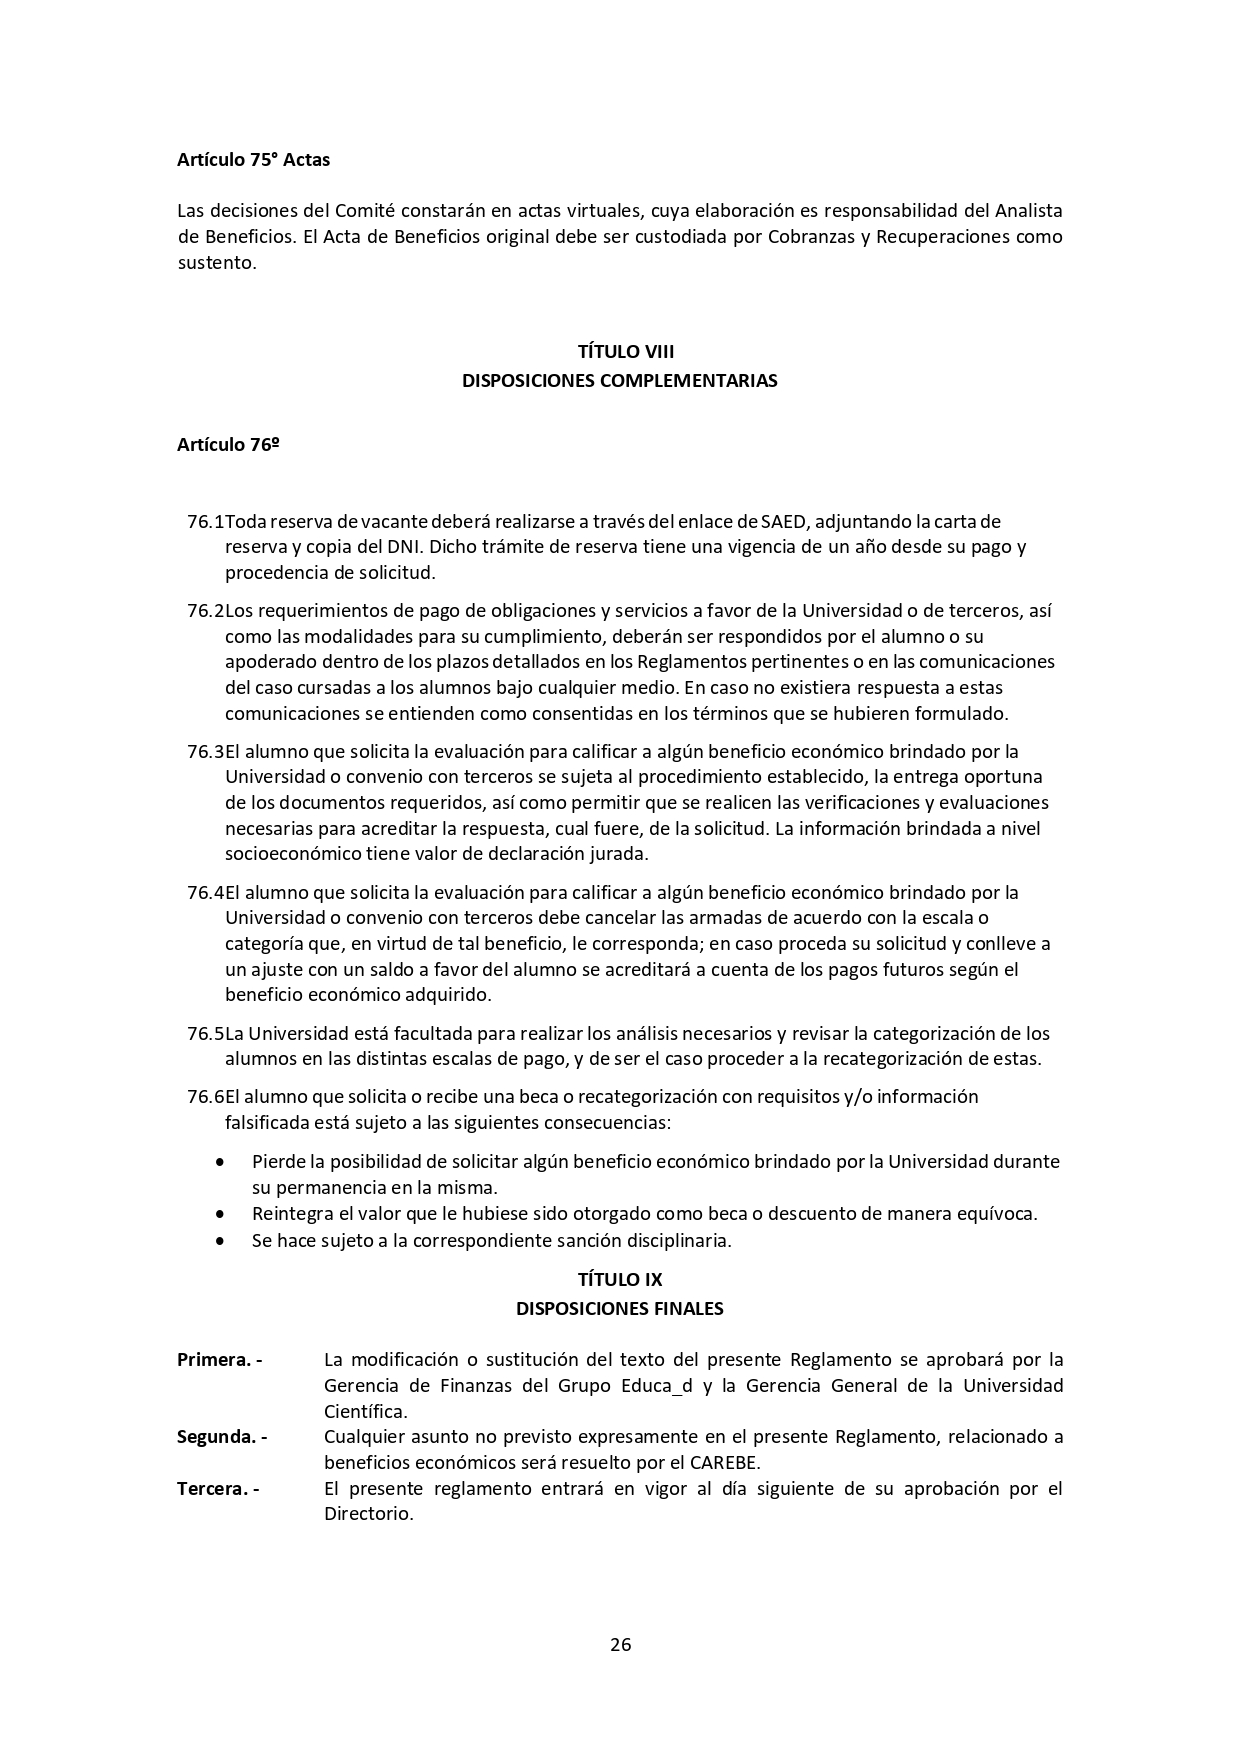 Artículo 75° Actas
Las decisiones del Comité constarán en actas virtuales, cuya elaboración es responsabilidad del Analista
de Beneficios. El Acta de Beneficios original debe ser custodiada por Cobranzas y Recuperaciones como
sustento.
TÍTULO VIII
DISPOSICIONES COMPLEMENTARIAS
Artículo 76º
76.1Toda reserva de vacante deberá realizarse a través del enlace de SAED, adjuntando la carta de
reserva y copia del DNI. Dicho trámite de reserva tiene una vigencia de un año desde su pago y
procedencia de solicitud.
76.2Los requerimientos de pago de obligaciones y servicios a favor de la Universidad o de terceros, así
como las modalidades para su cumplimiento, deberán ser respondidos por el alumno o su
apoderado dentro de los plazos detallados en los Reglamentos pertinentes o en las comunicaciones
del caso cursadas a los alumnos bajo cualquier medio. En caso no existiera respuesta a estas
comunicaciones se entienden como consentidas en los términos que se hubieren formulado.
76.3El alumno que solicita la evaluación para calificar a algún beneficio económico brindado por la
Universidad o convenio con terceros se sujeta al procedimiento establecido, la entrega oportuna
de los documentos requeridos, así como permitir que se realicen las verificaciones y evaluaciones
necesarias para acreditar la respuesta, cual fuere, de la solicitud. La información brindada a nivel
socioeconómico tiene valor de declaración jurada.
76.4El alumno que solicita la evaluación para calificar a algún beneficio económico brindado por la
Universidad o convenio con terceros debe cancelar las armadas de acuerdo con la escala o
categoría que, en virtud de tal beneficio, le corresponda; en caso proceda su solicitud y conlleve a
un ajuste con un saldo a favor del alumno se acreditará a cuenta de los pagos futuros según el
beneficio económico adquirido.
76.5La Universidad está facultada para realizar los análisis necesarios y revisar la categorización de los
alumnos en las distintas escalas de pago, y de ser el caso proceder a la recategorización de estas.
76.6El alumno que solicita o recibe una beca o recategorización con requisitos y/o información
falsificada está sujeto a las siguientes consecuencias:
• Pierde la posibilidad de solicitar algún beneficio económico brindado por la Universidad durante
su permanencia en la misma.
• Reintegra el valor que le hubiese sido otorgado como beca o descuento de manera equívoca.
• Se hace sujeto a la correspondiente sanción disciplinaria.
TÍTULO IX
DISPOSICIONES FINALES
Primera. - La modificación o sustitución del texto del presente Reglamento se aprobará por la
Gerencia de Finanzas del Grupo Educa_d y la Gerencia General de la Universidad
Científica.
Segunda. - Cualquier asunto no previsto expresamente en el presente Reglamento, relacionado a
beneficios económicos será resuelto por el CAREBE.
Tercera. - El presente reglamento entrará en vigor al día siguiente de su aprobación por el
Directorio.
26